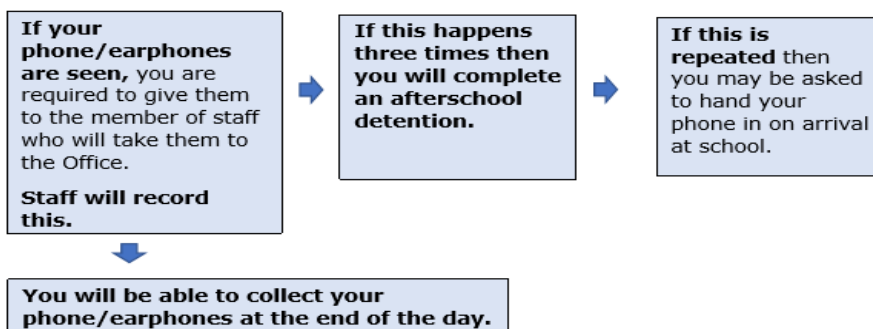 If your
phone/earphones
are seen, you are
required to give them
to the member of staff
who will take them to
the Office.
Staff will record
this.
If this happens
three times then
you will complete
an afterschool
detention.
If this is
repeated then
you may be asked
to hand your
phone in on arrival
at school.
You will be able to collect your
phone/earphones at the end of the day.